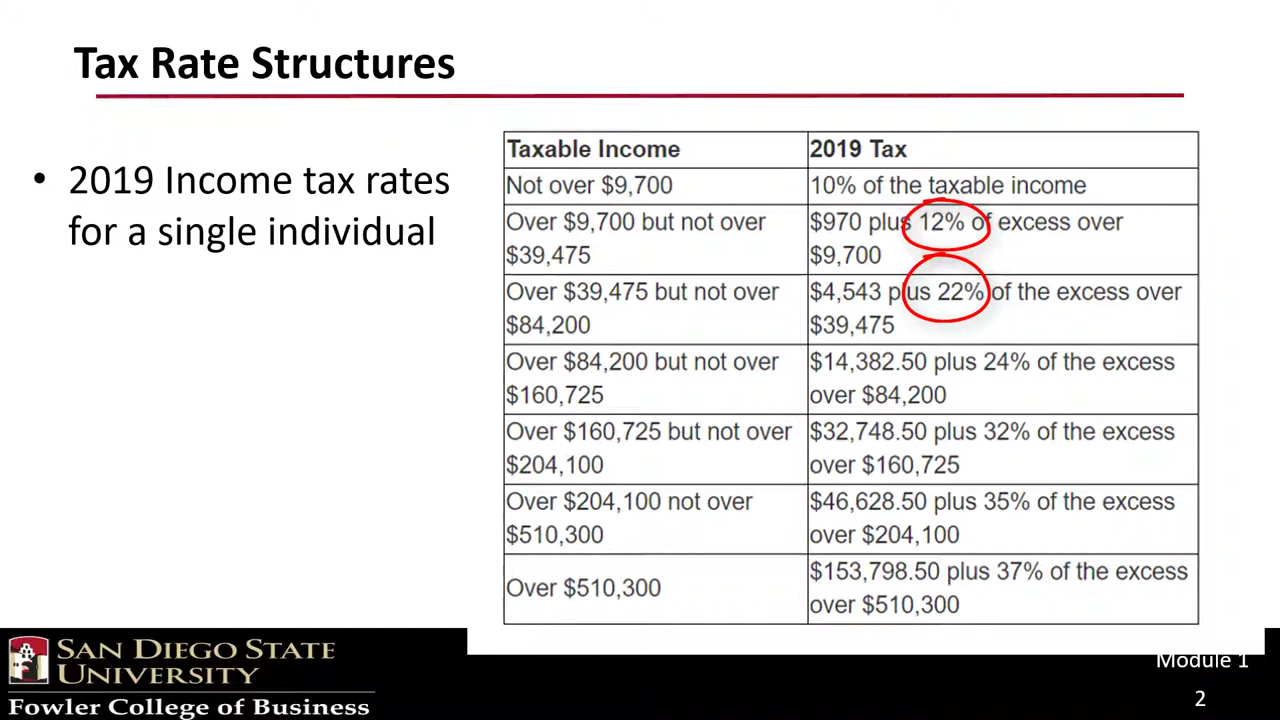 Tax Rate Structures
• 2019 Income tax rates
for a single individual
Taxable Income 2019 Tax
Not over $9,700 10% of the taxable income
Over $9,700 but not over $970 plus 12% of excess over
$39,475 $9,700
Over $39,475 but not over $4,543 plus 22% of the excess over
$84,200 $39,475
Over $84,200 but not over $14,382.50 plus 24% of the excess
$160,725 over $84,200
Over $160,725 but not over $32,748.50 plus 32% of the excess
$204,100 over $160,725
Over $204,100 not over $46,628.50 plus 35% of the excess
$510,300 over $204,100
Over $510,300 $153,798.50 plus 37% of the excess
over $510,300
SAN DIEGO STATE
UNIVERSITY
Fowler College of Business
Module 1
2